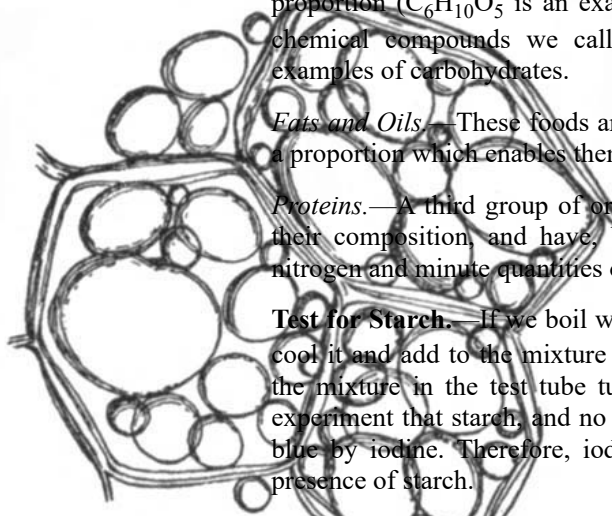 proportion (C6H10O5 is an exa
chemical compounds we call
examples of carbohydrates.
Fats and Oils.—These foods ar
a proportion which enables ther
Proteins.—A third group of or
their composition, and have,
nitrogen and minute quantities
Test for Starch.—If we boil w
cool it and add to the mixture
the mixture in the test tube tu
experiment that starch, and no
blue by iodine. Therefore, iod
presence of starch.